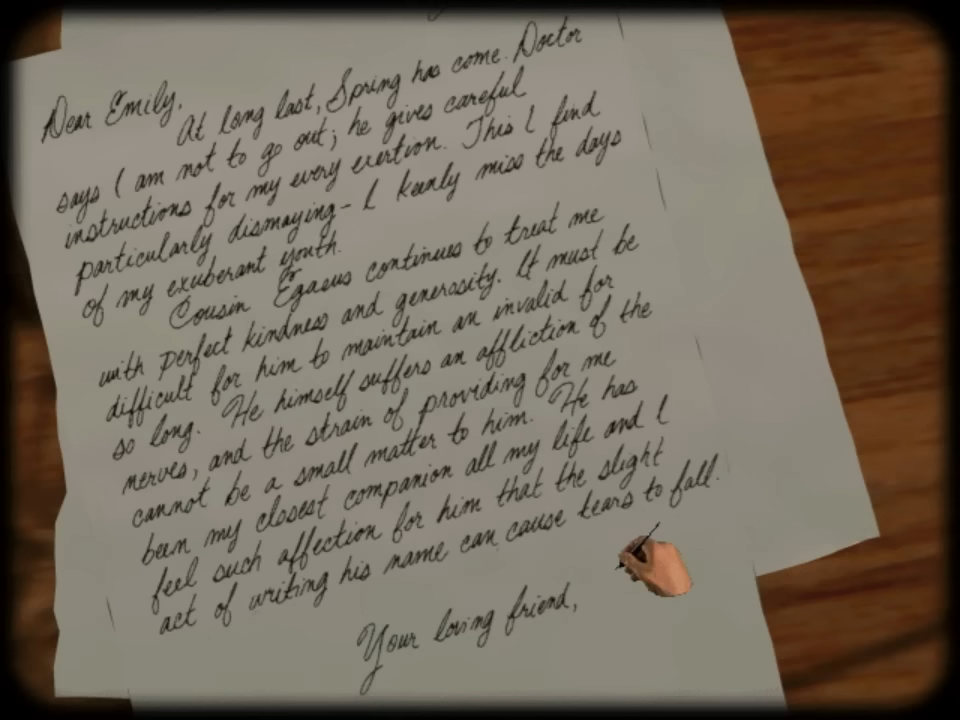 Dear Emily,
At long last, Spring has come. Doctor
says I am not to go out; he gives careful
instructions for my every exertion. This I find
particularly dismaying - I keenly miss the days
of my exuberant youth.
Cousin Egaeus continues to treat me
with perfect kindness and generosity. It must be
difficult for him to maintain an invalid for
so long. He himself suffers an affliction of the
nerves, and the strain of providing for me
cannot be a small matter to him. He has
been my closest companion all my life and I
feel such affection for him that the slight
act of writing his name can cause tears to fall.
Your loving friend,